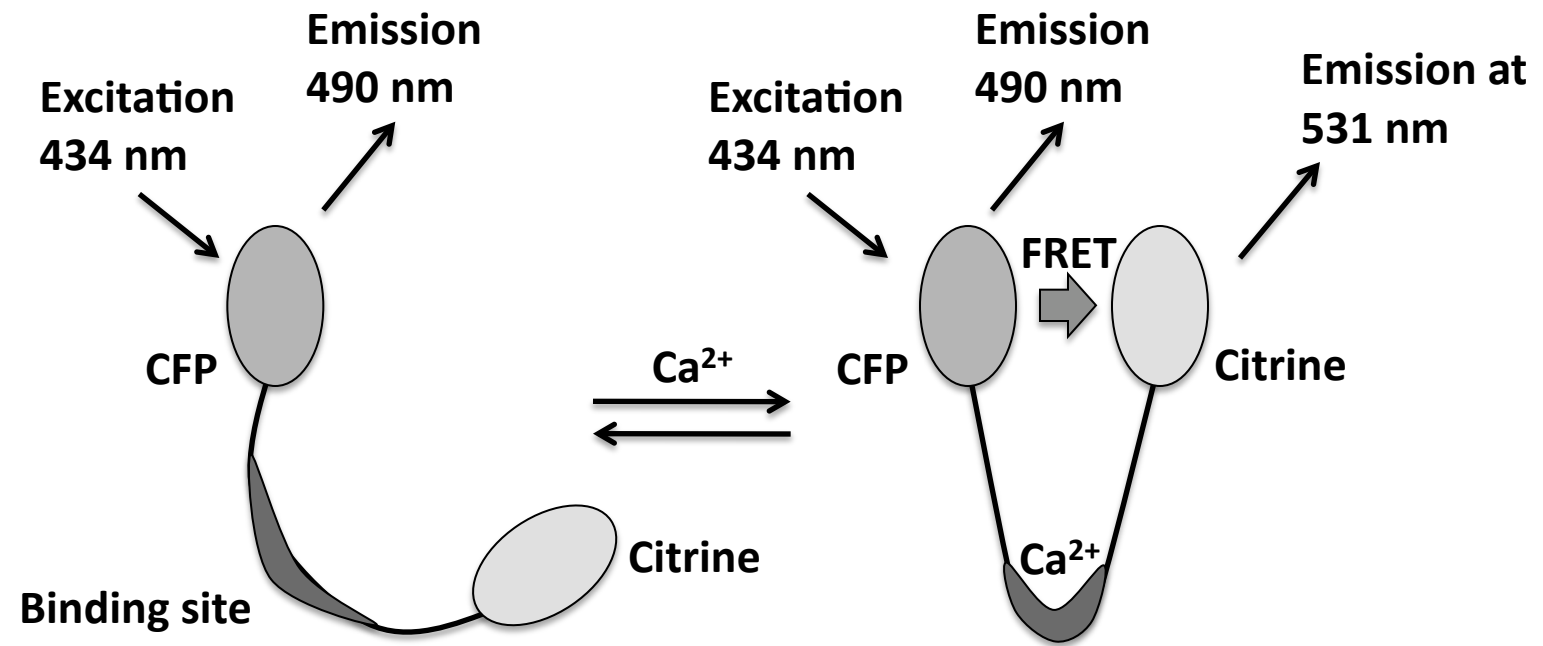 Excitation
434 nm
Emission
490 nm
CFP
Binding site
Citrine
Ca²⁺
Excitation
434 nm
Emission
490 nm
FRET
Emission at
531 nm
CFP
Citrine
Ca²⁺